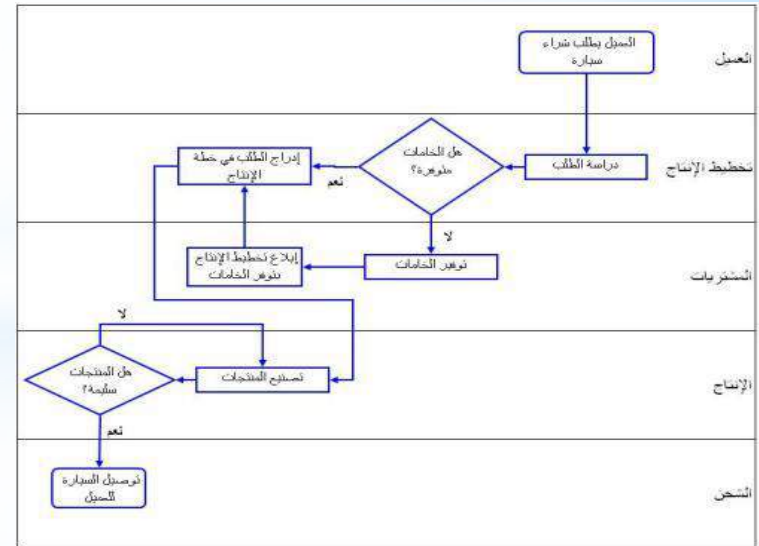 العميل يطلب شراء
سيارة
العميل
هل الخامات
متوفرة؟
إدراج الطلب في خطة
الإنتاج
دراسة الطلب
تخطيط الإنتاج
نعم
لا
توفير الخامات
إبلاغ تخطيط الإنتاج
بتوفر الخامات
المشتريات
لا
هل المنتجات
سليمة؟
تصنيع المنتجات
الإنتاج
نعم
توصيل السيارة
للعميل
الشحن